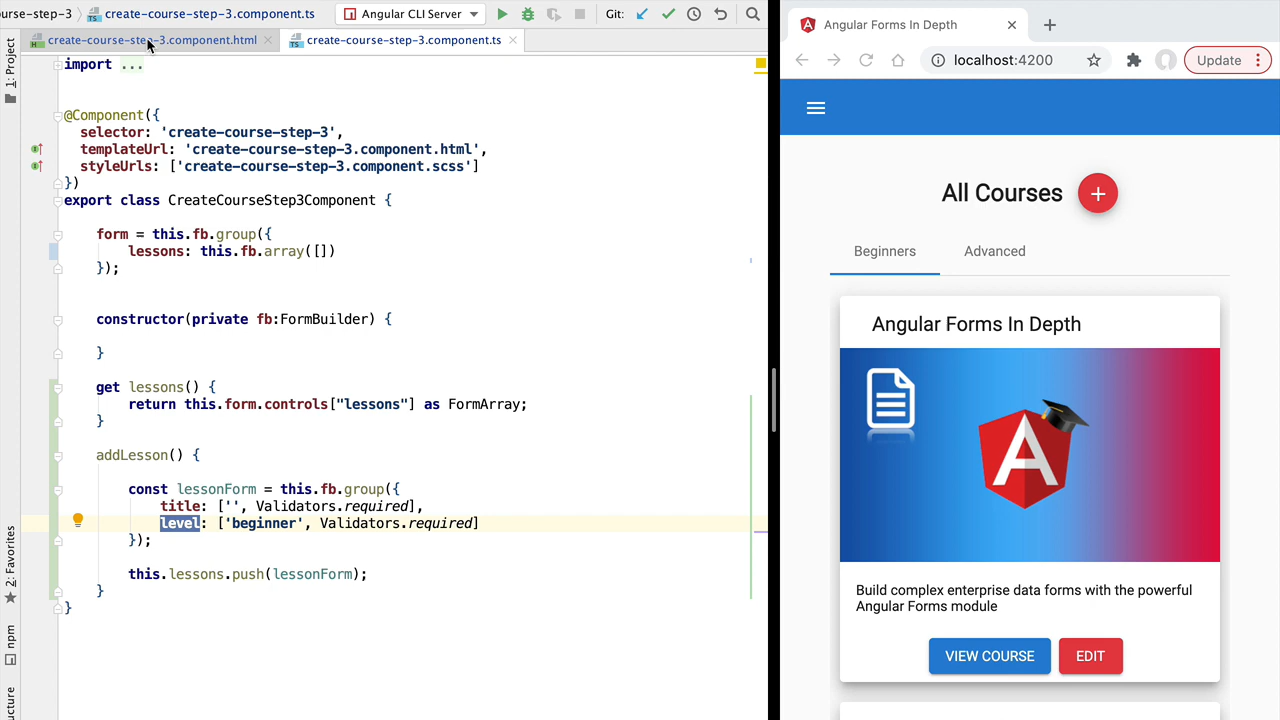 ourse-step-3 create-course-step-3.component.ts Angular CLI Server Git:
create-course-step-3.component.html create-course-step-3.component.ts
1: Project
2: Favorites
npm
ucture
import ...
@Component({
selector: 'create-course-step-3',
templateUrl: 'create-course-step-3.component.html',
styleUrls: ['create-course-step-3.component.scss']
})
export class CreateCourseStep3Component {
form = this.fb.group({
lessons: this.fb.array([])
});
constructor(private fb:FormBuilder) {
}
get lessons() {
return this.form.controls["lessons"] as FormArray;
}
addLesson() {
const lessonForm = this.fb.group({
title: ['', Validators.required],
level: ['beginner', Validators.required]
});
this.lessons.push(lessonForm);
}
}
Angular Forms In Depth
localhost:4200 Update
All Courses +
Beginners Advanced
Angular Forms In Depth
A
Build complex enterprise data forms with the powerful
Angular Forms module
VIEW COURSE EDIT